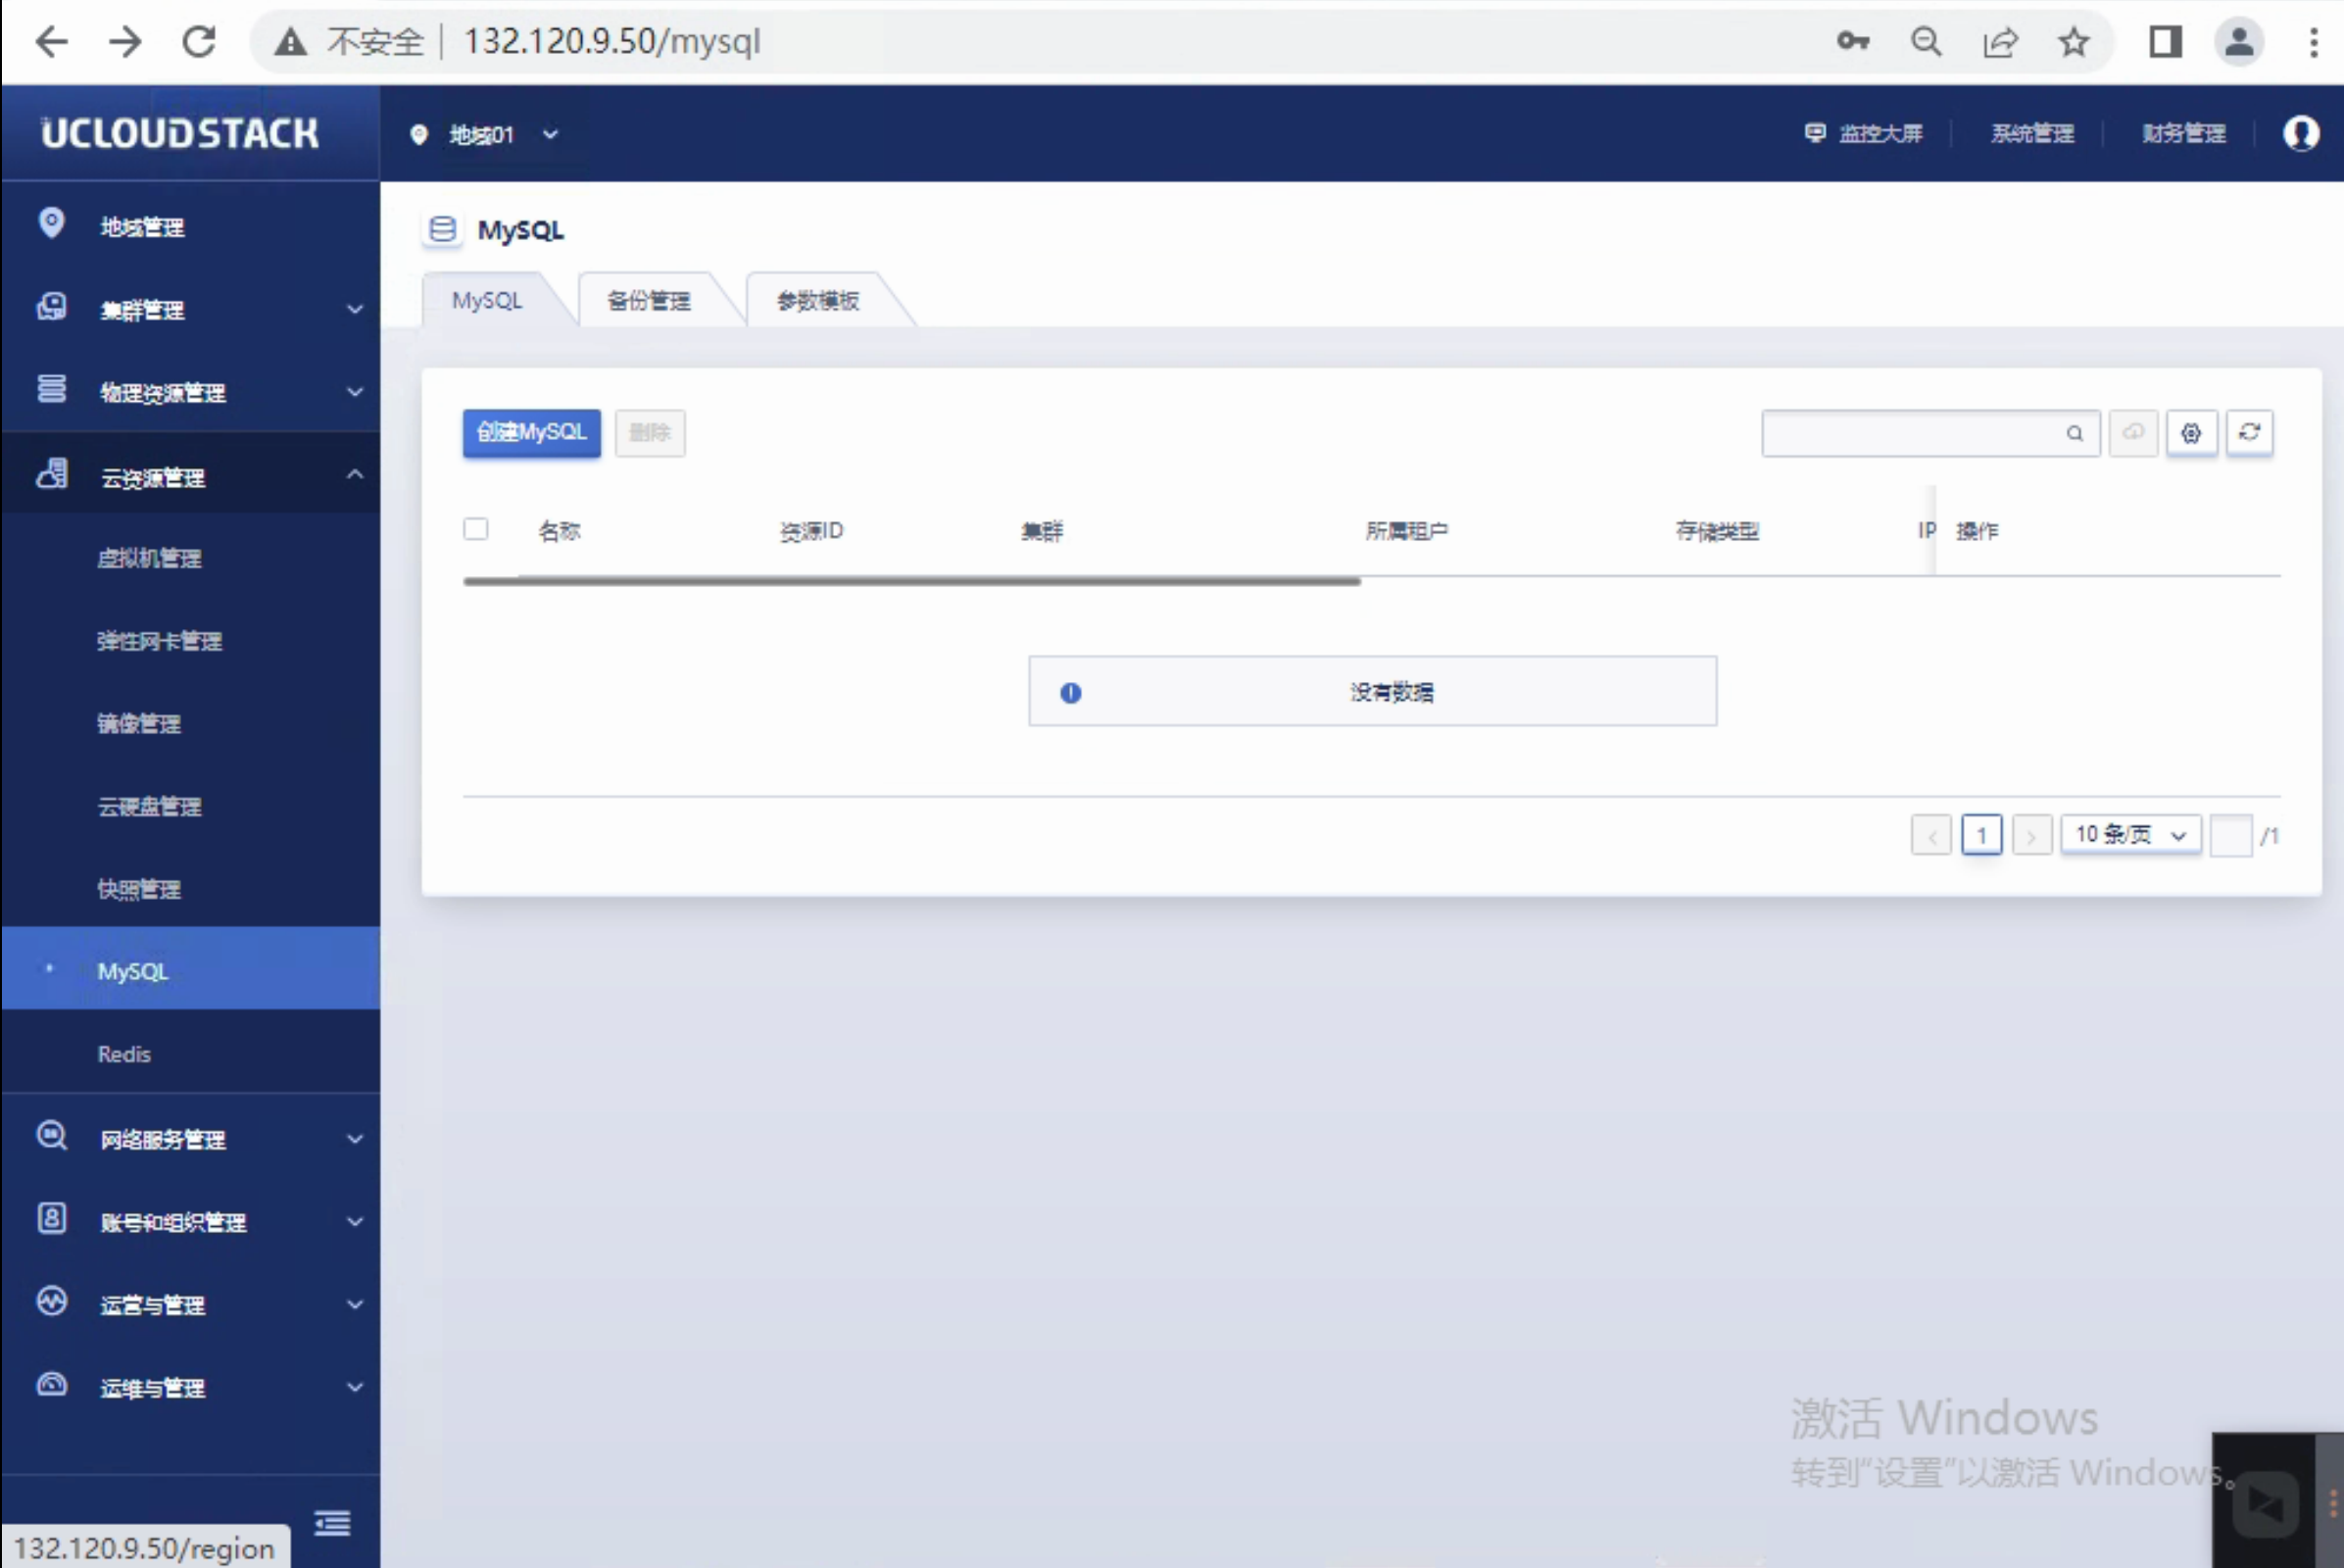 不安全 132.120.9.50/mysql
UCLOUDSTACK
地域01
监控大屏
系统管理
财务管理
地域管理
集群管理
物理资源管理
云资源管理
虚拟机管理
弹性网卡管理
镜像管理
云硬盘管理
快照管理
MySQL
Redis
网络服务管理
账号和组织管理
运营与管理
运维与管理
132.120.9.50/region
MySQL
MySQL 备份管理 参数模板
创建MySQL 删除
名称 资源ID 集群 所属租户 存储类型 IP 操作
没有数据
1 10 条/页 /1
激活 Windows
转到“设置”以激活 Windows。